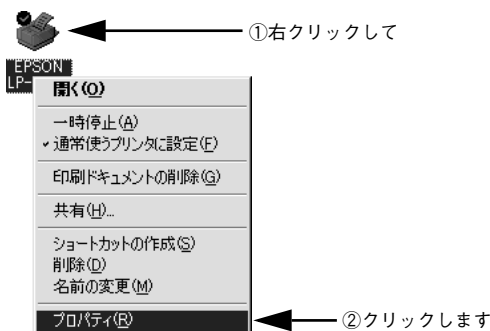 ①右クリックして
EPSON
LP-
開く(O)
一時停止(A)
通常使うプリンタに設定(F)
印刷ドキュメントの削除(G)
共有(H)...
ショートカットの作成(S)
削除(D)
名前の変更(M)
プロパティ(R)
②クリックします